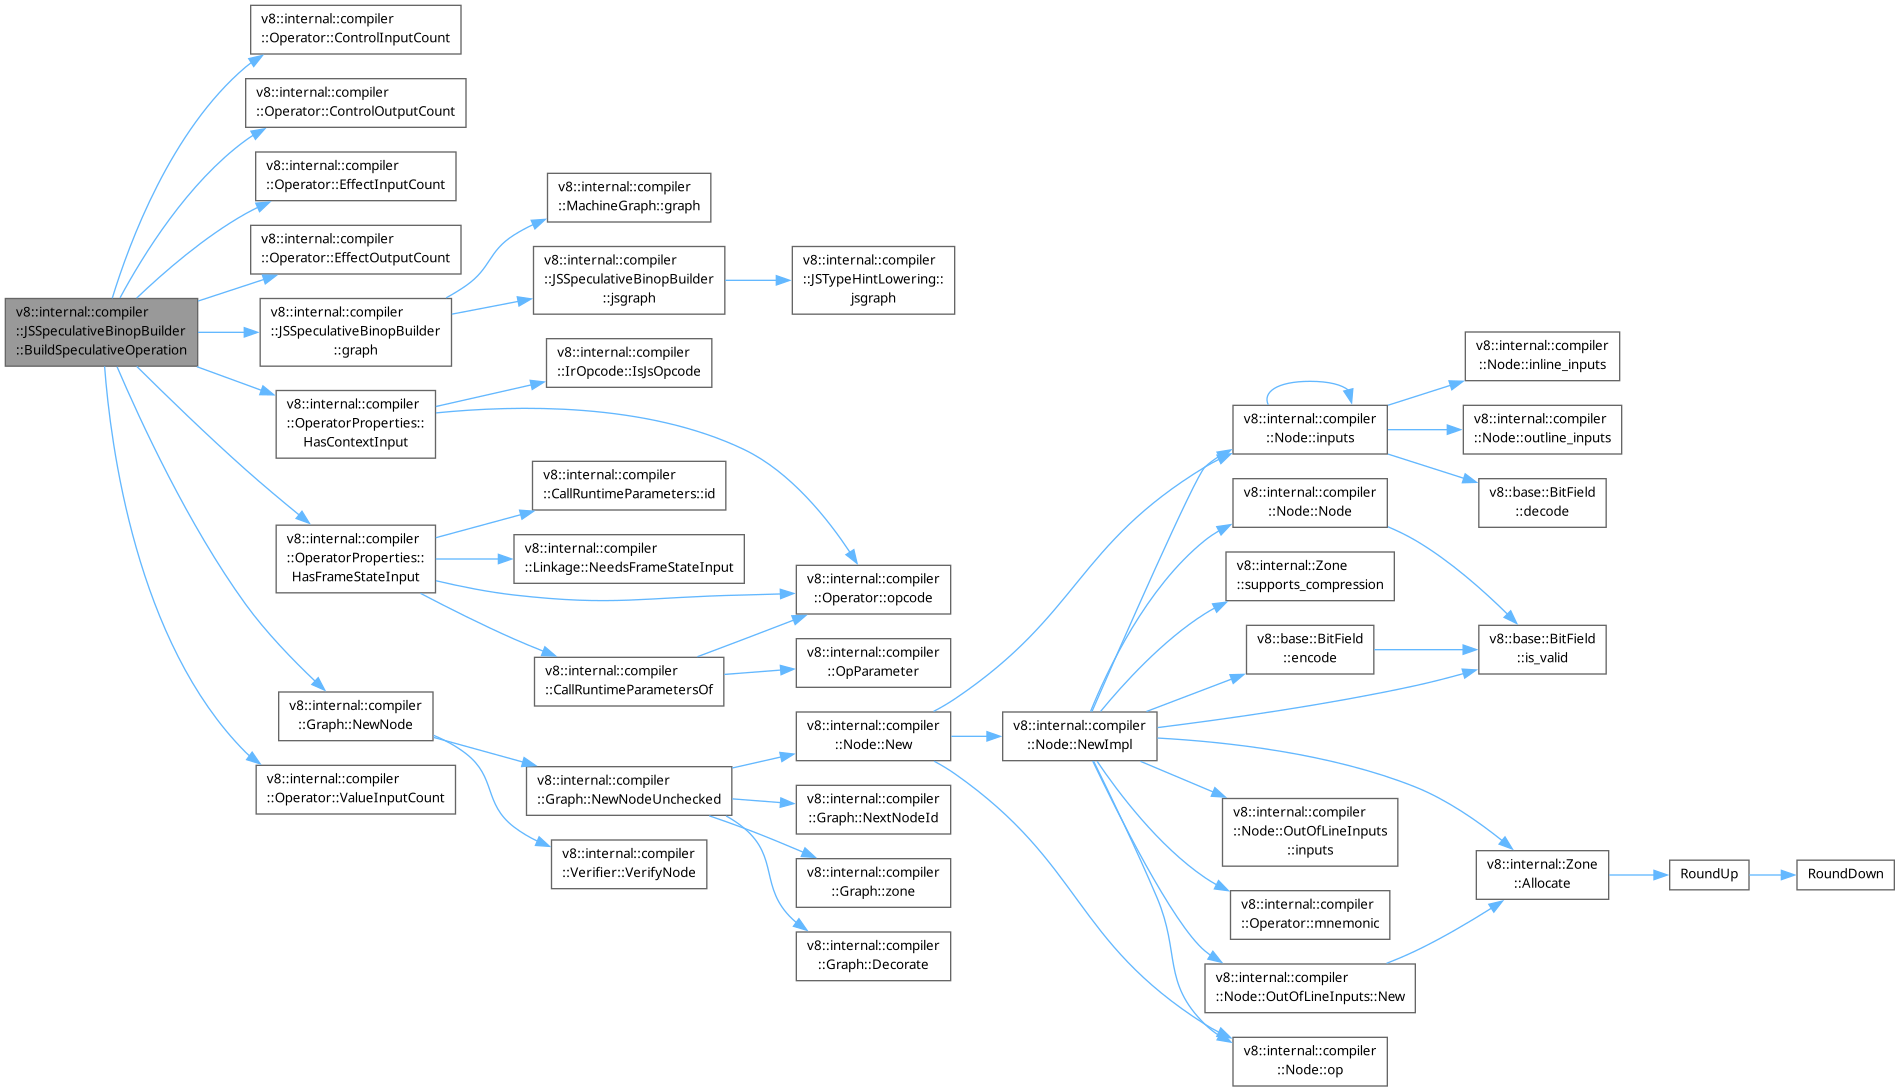 v8::internal::compiler
::JSSpeculativeBinopBuilder
::BuildSpeculativeOperation
v8::internal::compiler
::Operator::ControlInputCount
v8::internal::compiler
::Operator::ControlOutputCount
v8::internal::compiler
::Operator::EffectInputCount
v8::internal::compiler
::Operator::EffectOutputCount
v8::internal::compiler
::JSSpeculativeBinopBuilder
::graph
v8::internal::compiler
::OperatorProperties::
HasContextInput
v8::internal::compiler
::OperatorProperties::
HasFrameStateInput
v8::internal::compiler
::Graph::NewNode
v8::internal::compiler
::Operator::ValueInputCount
v8::internal::compiler
::MachineGraph::graph
v8::internal::compiler
::JSSpeculativeBinopBuilder
::jsgraph
v8::internal::compiler
::IrOpcode::IsJsOpcode
v8::internal::compiler
::CallRuntimeParameters::id
v8::internal::compiler
::Linkage::NeedsFrameStateInput
v8::internal::compiler
::CallRuntimeParametersOf
v8::internal::compiler
::Graph::NewNodeUnchecked
v8::internal::compiler
::Verifier::VerifyNode
v8::internal::compiler
::JSTypeHintLowering::
jsgraph
v8::internal::compiler
::Operator::opcode
v8::internal::compiler
::OpParameter
v8::internal::compiler
::Node::New
v8::internal::compiler
::Graph::NextNodeId
v8::internal::compiler
::Graph::zone
v8::internal::compiler
::Graph::Decorate
v8::internal::compiler
::Node::NewImpl
v8::internal::compiler
::Node::inputs
v8::internal::compiler
::Node::Node
v8::internal::Zone
::supports_compression
v8::base::BitField
::encode
v8::internal::compiler
::Node::OutOfLineInputs
::inputs
v8::internal::compiler
::Operator::mnemonic
v8::internal::compiler
::Node::OutOfLineInputs::New
v8::internal::compiler
::Node::op
v8::internal::compiler
::Node::inline_inputs
v8::internal::compiler
::Node::outline_inputs
v8::base::BitField
::decode
v8::base::BitField
::is_valid
v8::internal::Zone
::Allocate
RoundUp
RoundDown